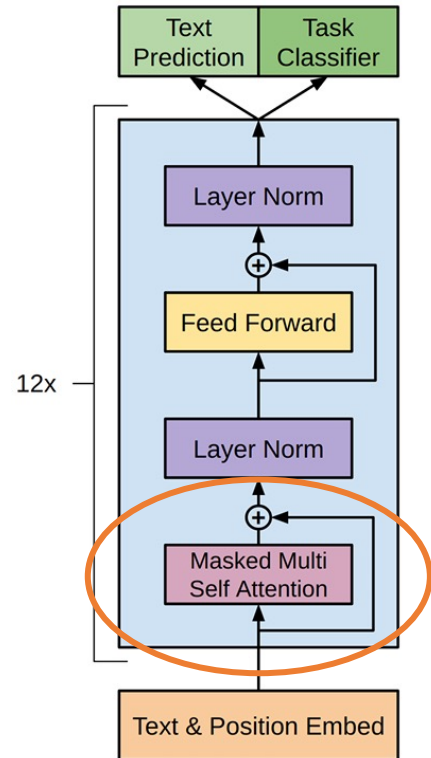 Text
Prediction
Task
Classifier
Layer Norm
+
Feed Forward
12x
Layer Norm
+
Masked Multi
Self Attention
Text & Position Embed